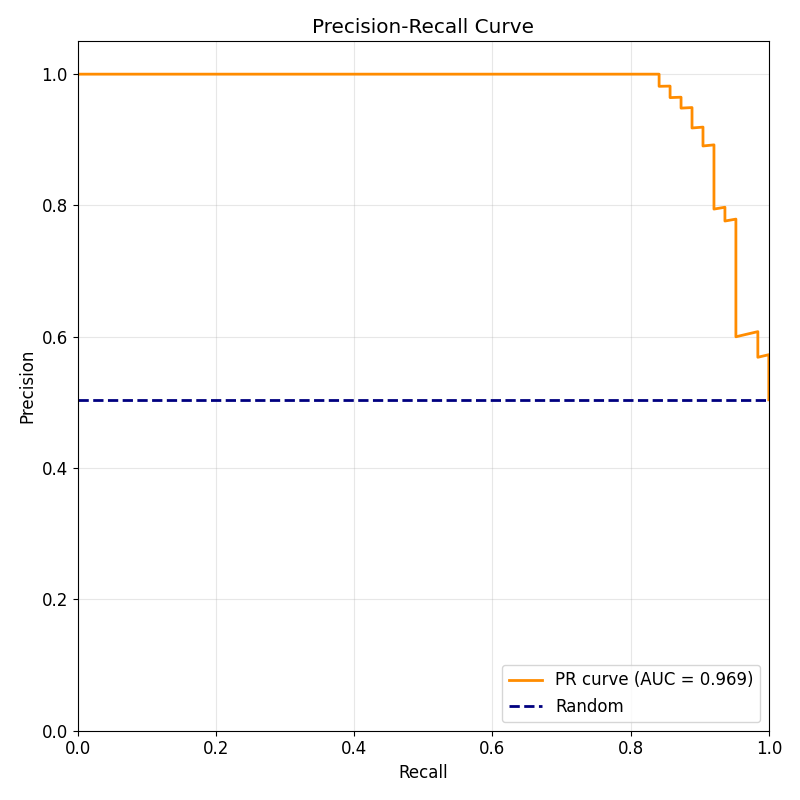 Precision-Recall Curve
1.0
0.8
0.6
0.4
0.2
0.0
Precision
0.0 0.2 0.4 0.6 0.8 1.0
Recall
PR curve (AUC = 0.969)
Random